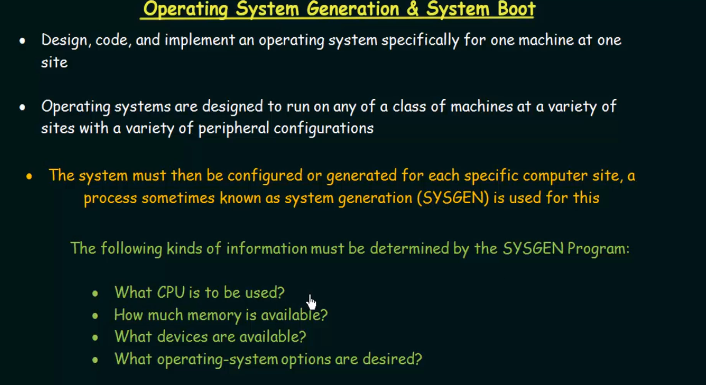 Operating System Generation & System Boot
• Design, code, and implement an operating system specifically for one machine at one
site
• Operating systems are designed to run on any of a class of machines at a variety of
sites with a variety of peripheral configurations
• The system must then be configured or generated for each specific computer site, a
process sometimes known as system generation (SYSGEN) is used for this
The following kinds of information must be determined by the SYSGEN Program:
• What CPU is to be used?
• How much memory is available?
• What devices are available?
• What operating-system options are desired?